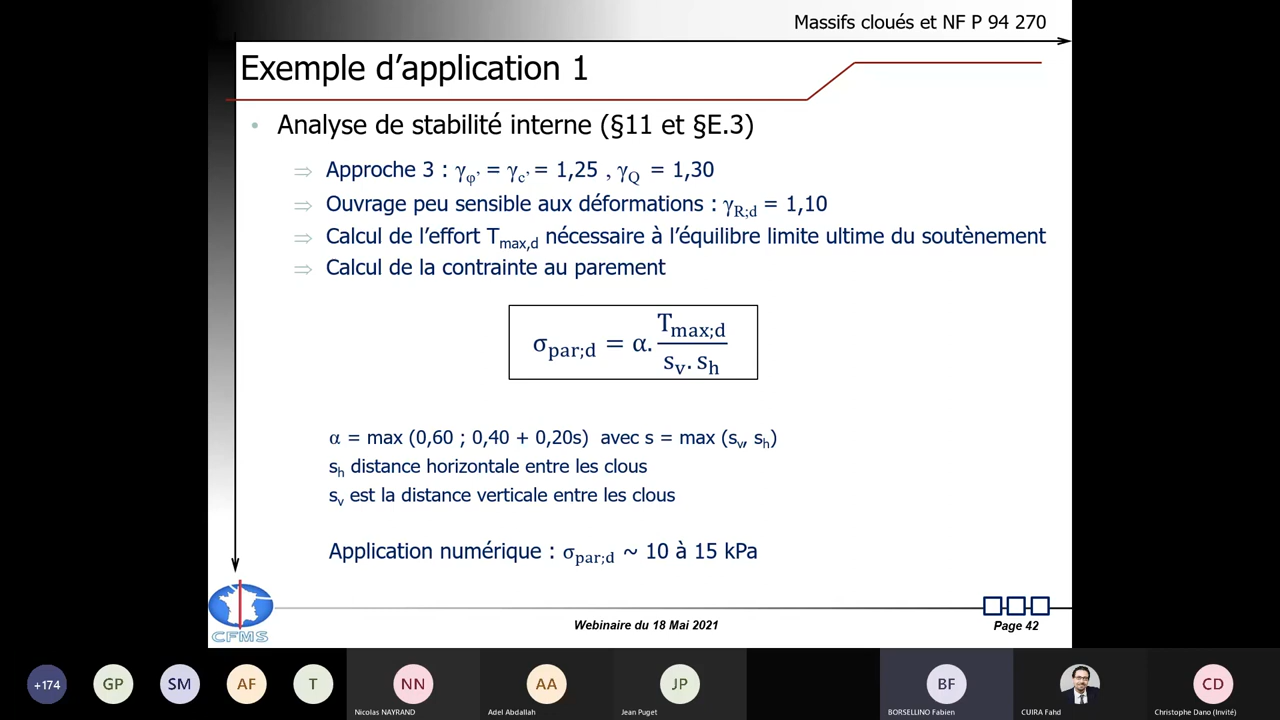 Massifs cloués et NF P 94 270
Exemple d’application 1
• Analyse de stabilité interne (§11 et §E.3)
⇒ Approche 3 : γφ' = γc' = 1,25 , γQ = 1,30
⇒ Ouvrage peu sensible aux déformations : γR;d = 1,10
⇒ Calcul de l’effort Tmax,d nécessaire à l’équilibre limite ultime du soutènement
⇒ Calcul de la contrainte au parement
σpar;d = α. Tmax;d / sv. sh
α = max (0,60 ; 0,40 + 0,20s) avec s = max (sv, sh)
sh distance horizontale entre les clous
sv est la distance verticale entre les clous
Application numérique : σpar;d ~ 10 à 15 kPa
CFMS
Webinaire du 18 Mai 2021
Page 42
+174
GP
SM
AF
T
NN
AA
JP
BF
CD
Nicolas NAYRAND
Adel Abdallah
Jean Puget
BORSELLINO Fabien
CUIRA Fahd
Christophe Dano (Invité)